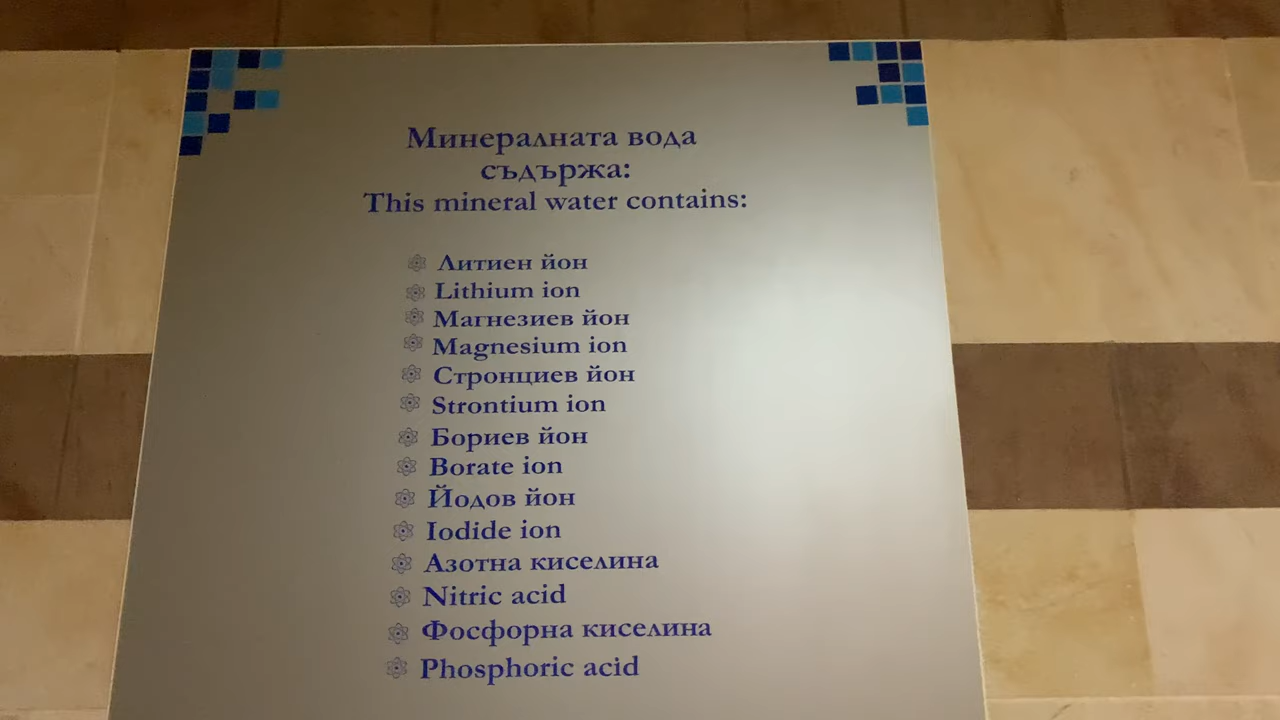 Минералната вода
съдържа:
This mineral water contains:
Литиен йон
Lithium ion
Магнезиев йон
Magnesium ion
Стронциев йон
Strontium ion
Бориев йон
Borate ion
Йодов йон
Iodide ion
Азотна киселина
Nitric acid
Фосфорна киселина
Phosphoric acid